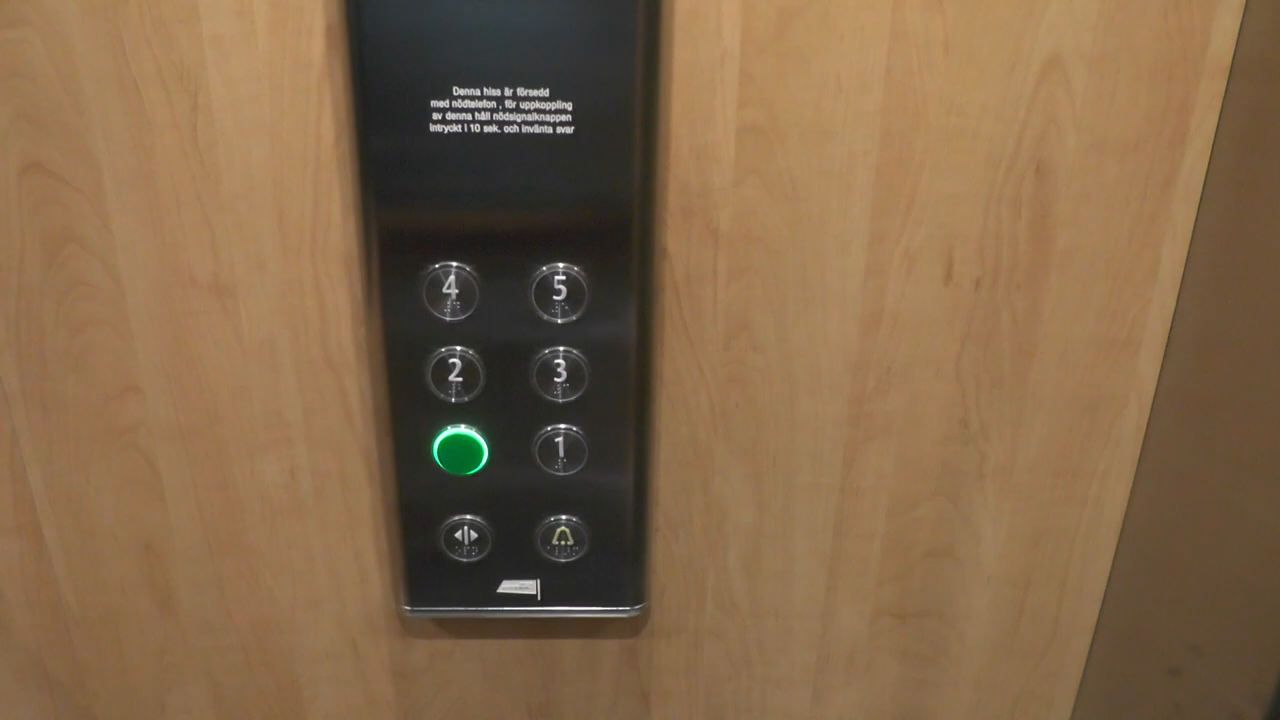 Denna hiss är försedd
med nödtelefon , för uppkoppling
av denna håll nödsignalknappen
intryckt i 10 sek. och invänta svar
4 5
2 3
1